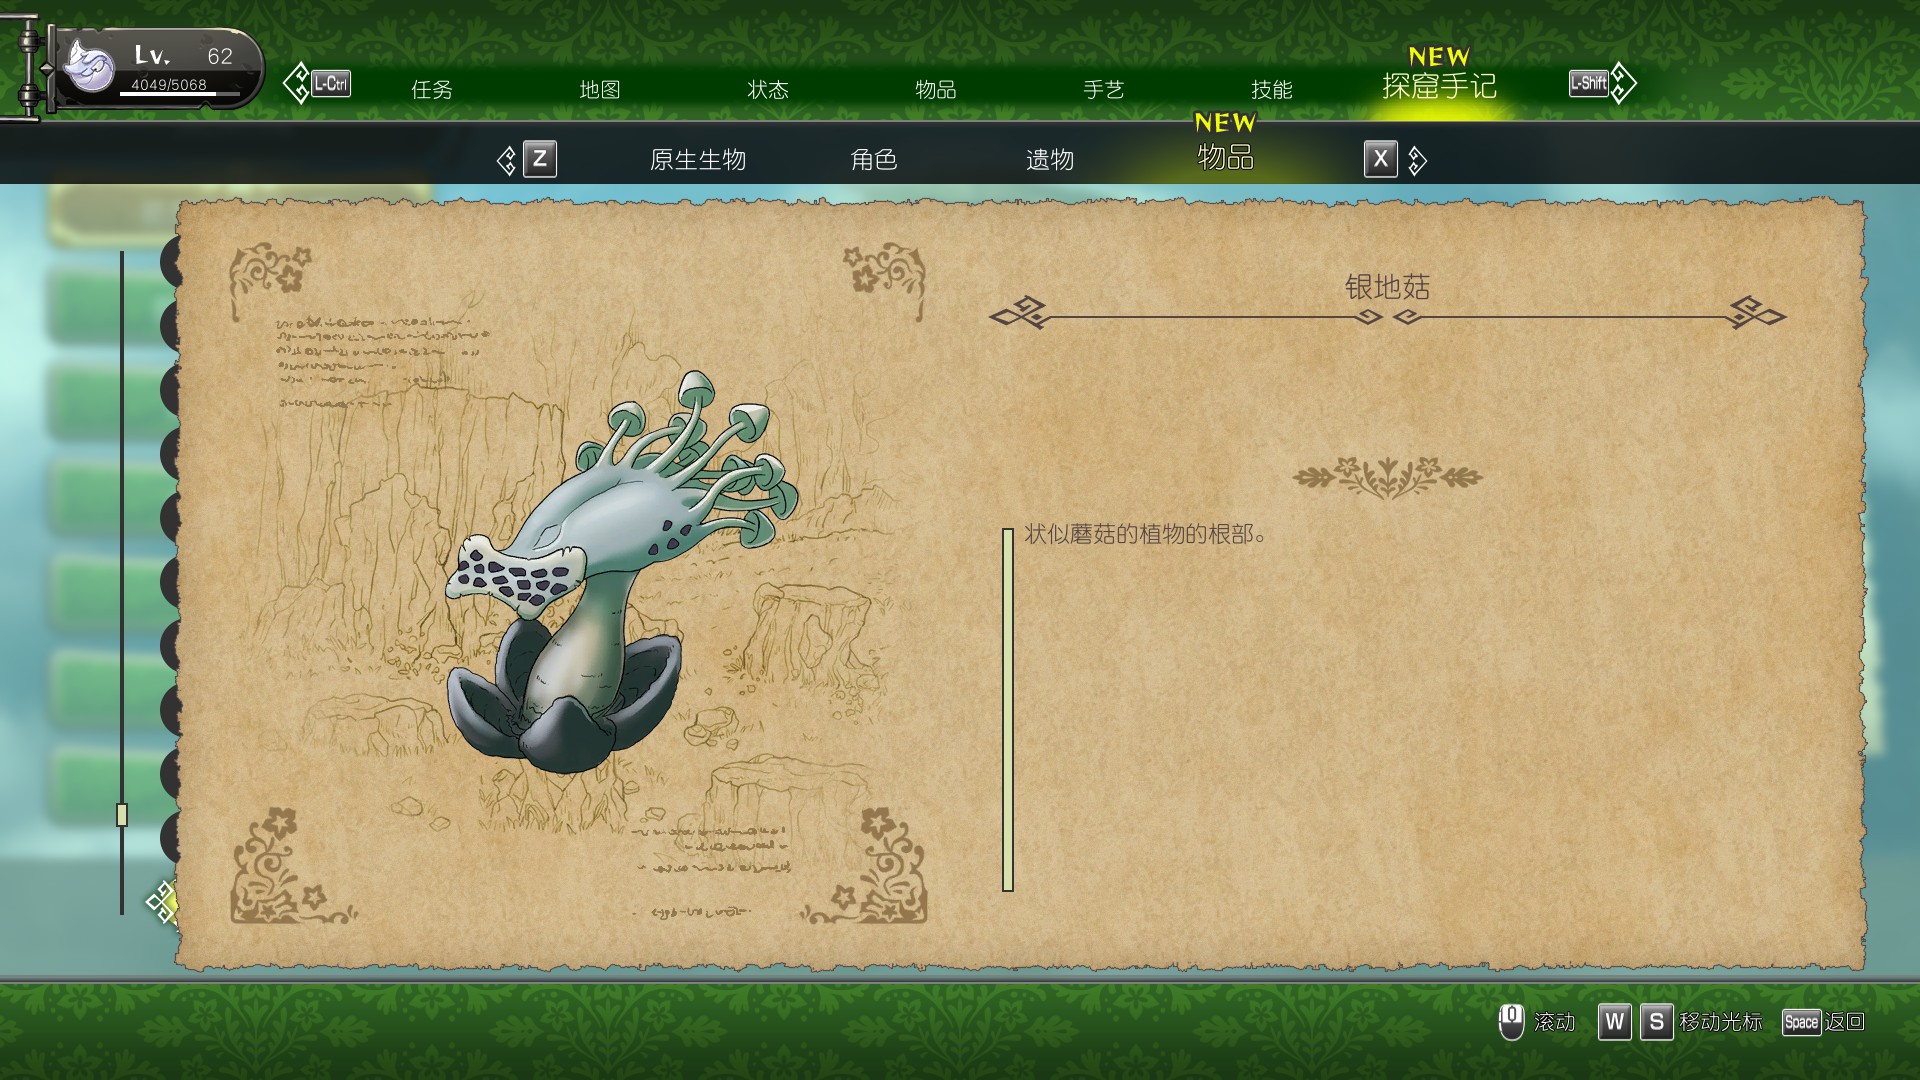 Lv. 62
4049/5068
L-Ctrl
任务
地图
状态
物品
手艺
技能
NEW
探窟手记
L-Shift
Z
原生生物
角色
遗物
NEW
物品
X
银地菇
状似蘑菇的植物的根部。
滚动
W S 移动光标
Space 返回